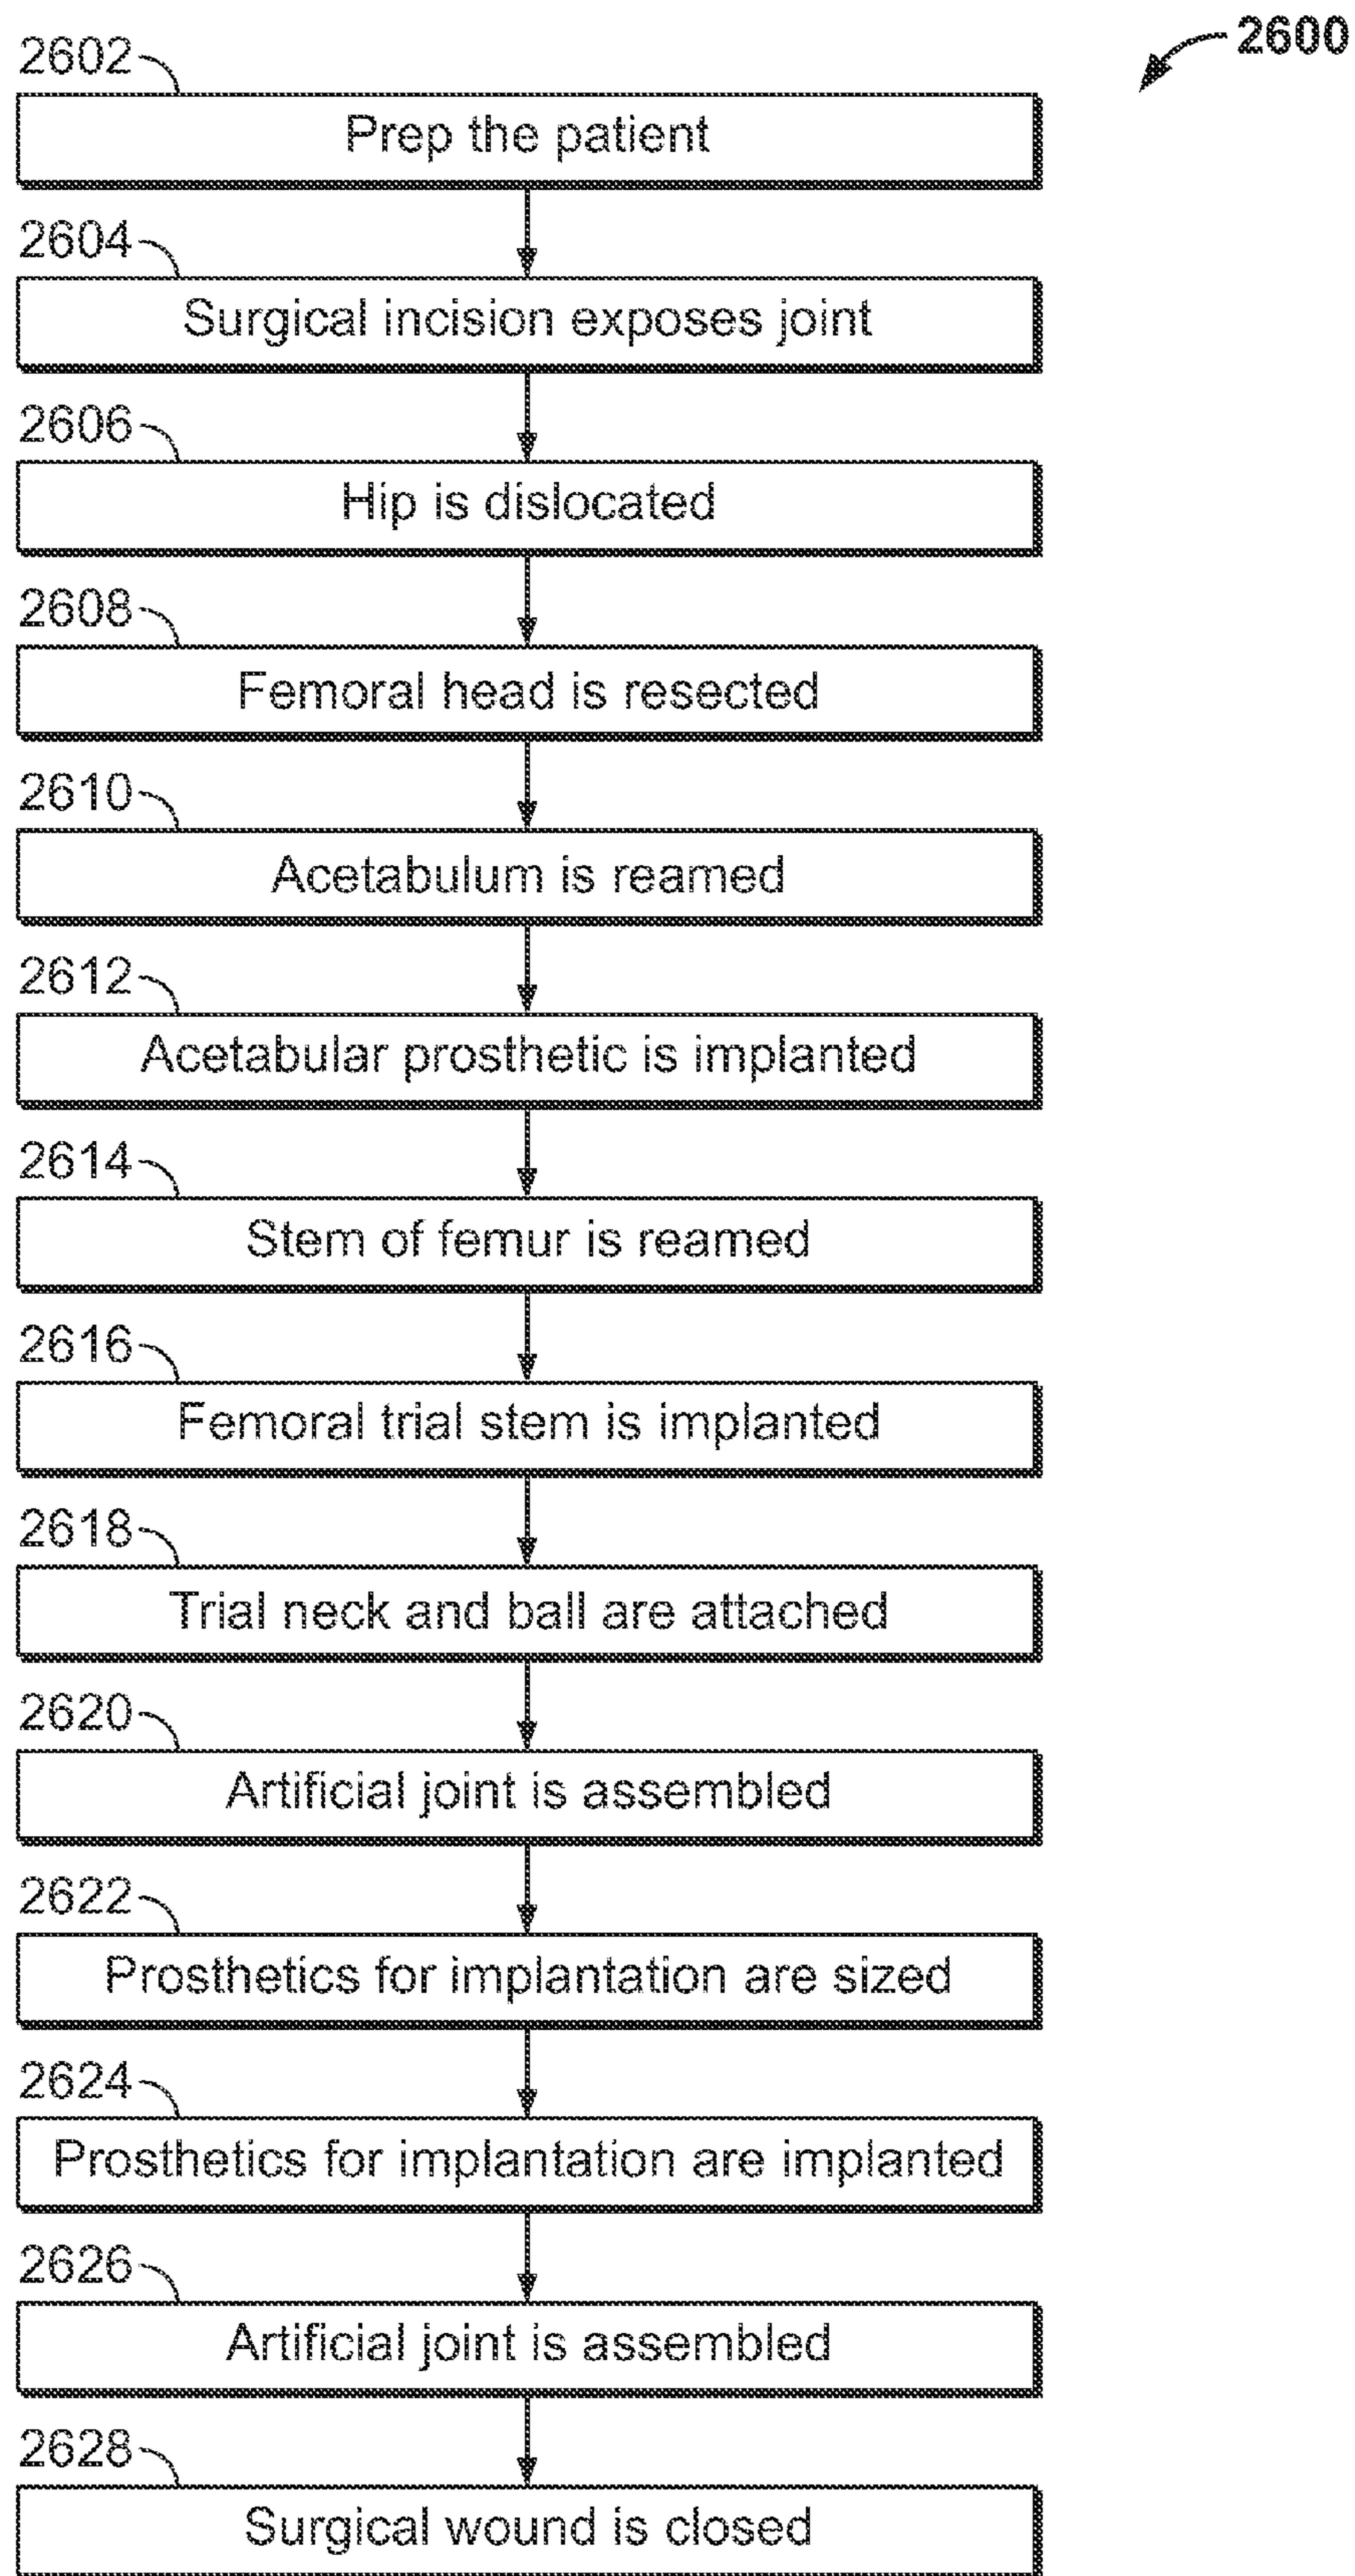 2600
2602
Prep the patient
2604
Surgical incision exposes joint
2606
Hip is dislocated
2608
Femoral head is resected
2610
Acetabulum is reamed
2612
Acetabular prosthetic is implanted
2614
Stem of femur is reamed
2616
Femoral trial stem is implanted
2618
Trial neck and ball are attached
2620
Artificial joint is assembled
2622
Prosthetics for implantation are sized
2624
Prosthetics for implantation are implanted
2626
Artificial joint is assembled
2628
Surgical wound is closed